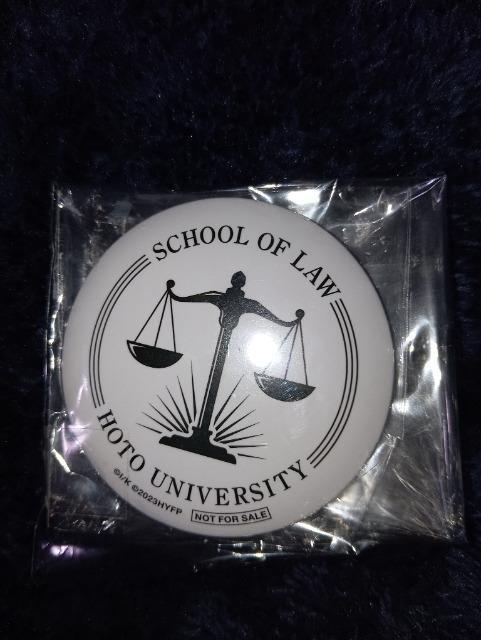 SCHOOL OF LAW
HOTO UNIVERSITY
©I/K ©2023HYFP
NOT FOR SALE